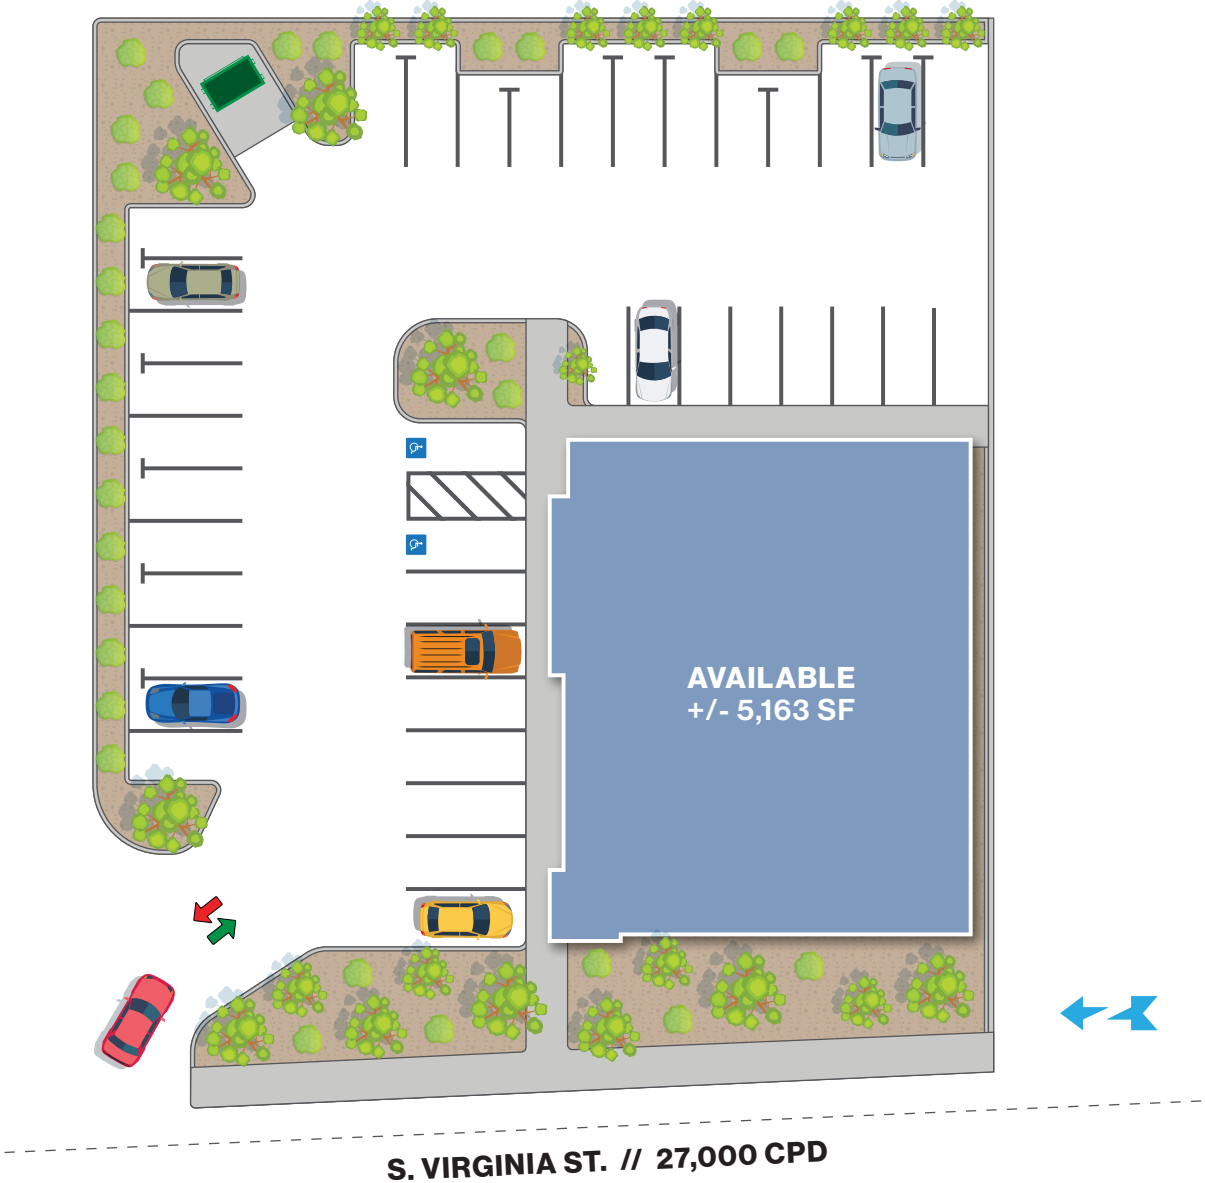 AVAILABLE
+/- 5,163 SF
S. VIRGINIA ST. // 27,000 CPD